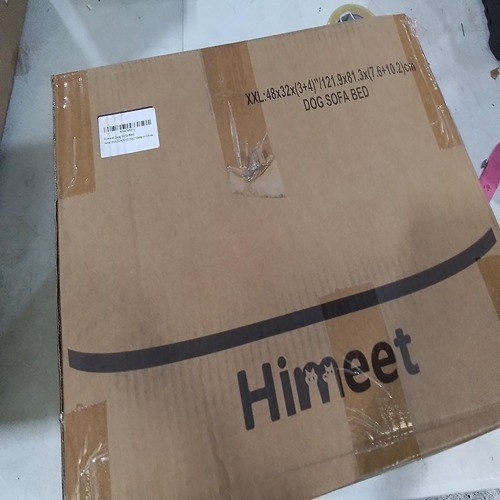 XXL:48x32x(3+4)"/121.9x81.3x(7.6+10.2)cm
DOG SOFA BED
Himeet